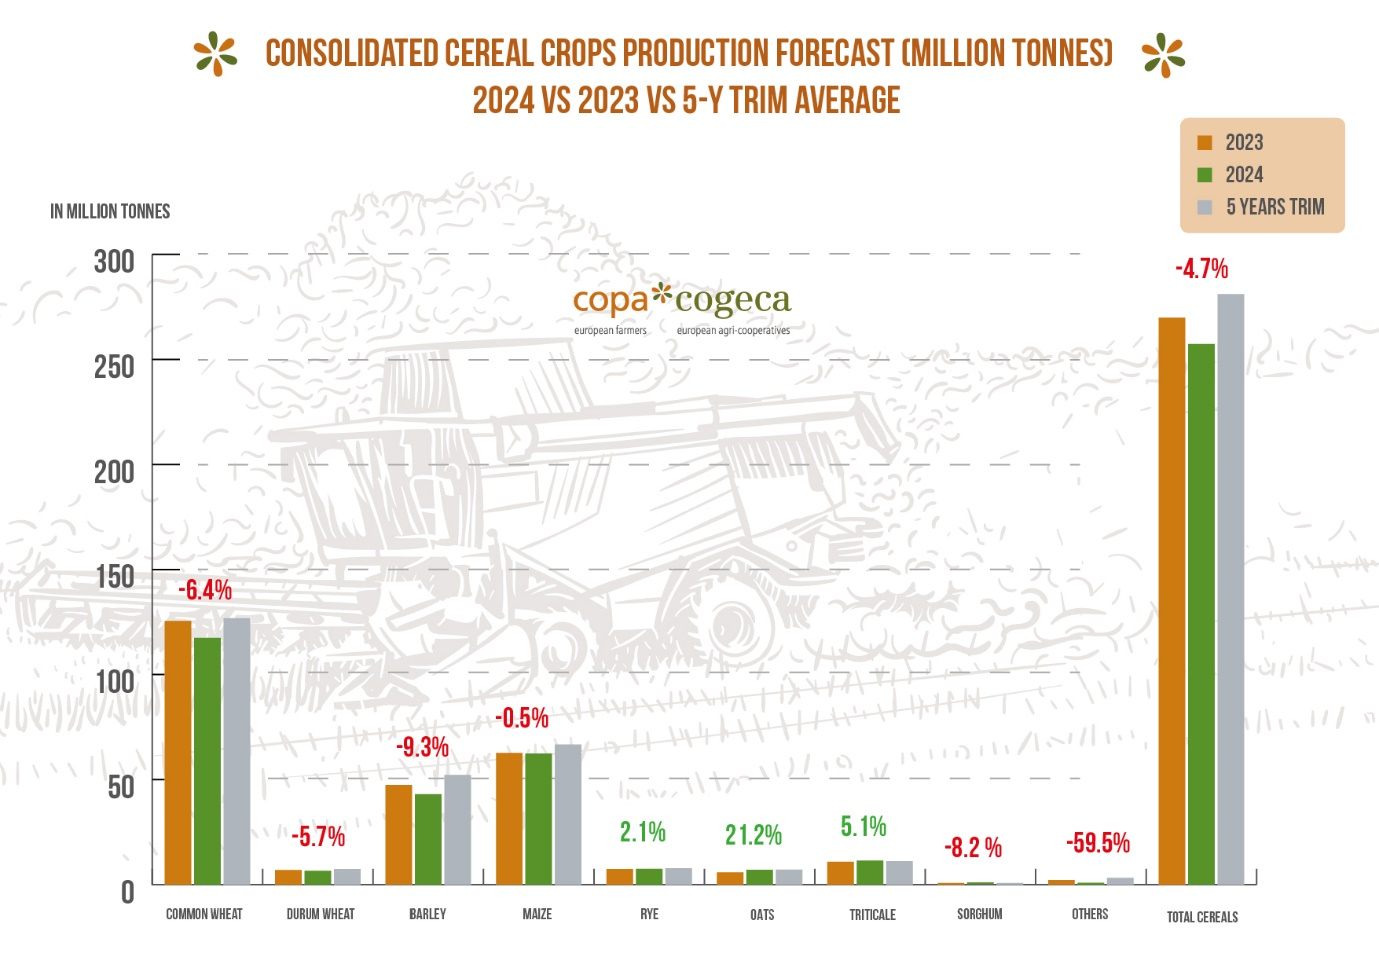 CONSOLIDATED CEREAL CROPS PRODUCTION FORECAST (MILLION TONNES)
2024 VS 2023 VS 5-Y TRIM AVERAGE
2023
2024
5 YEARS TRIM
IN MILLION TONNES
copa cogeca
european farmers european agri-cooperatives
300
250
200
150
100
50
0
-6.4%
-5.7%
-9.3%
-0.5%
2.1%
21.2%
5.1%
-8.2 %
-59.5%
-4.7%
COMMON WHEAT
DURUM WHEAT
BARLEY
MAIZE
RYE
OATS
TRITICALE
SORGHUM
OTHERS
TOTAL CEREALS